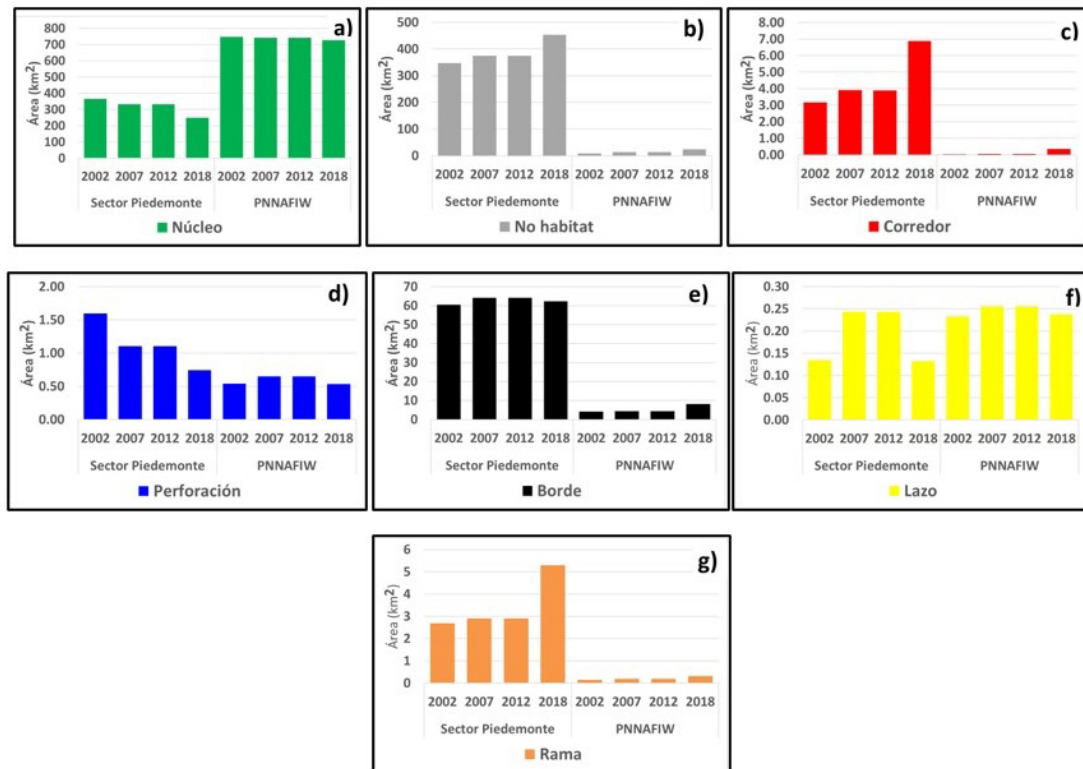 a)
Área (km²)
800
700
600
500
400
300
200
100
0
2002 2007 2012 2018 2002 2007 2012 2018
Sector Piedemonte PNNAFIW
Núcleo
b)
Área (km²)
500
400
300
200
100
0
2002 2007 2012 2018 2002 2007 2012 2018
Sector Piedemonte PNNAFIW
No habitat
c)
Área (km²)
8.00
7.00
6.00
5.00
4.00
3.00
2.00
1.00
0.00
2002 2007 2012 2018 2002 2007 2012 2018
Sector Piedemonte PNNAFIW
Corredor
d)
Área (km²)
2.00
1.50
1.00
0.50
0.00
2002 2007 2012 2018 2002 2007 2012 2018
Sector Piedemonte PNNAFIW
Perforación
e)
Área (km²)
70
60
50
40
30
20
10
0
2002 2007 2012 2018 2002 2007 2012 2018
Sector Piedemonte PNNAFIW
Borde
f)
Área (km²)
0.30
0.25
0.20
0.15
0.10
0.05
0.00
2002 2007 2012 2018 2002 2007 2012 2018
Sector Piedemonte PNNAFIW
Lazo
g)
Área (km²)
6
5
4
3
2
1
0
2002 2007 2012 2018 2002 2007 2012 2018
Sector Piedemonte PNNAFIW
Rama